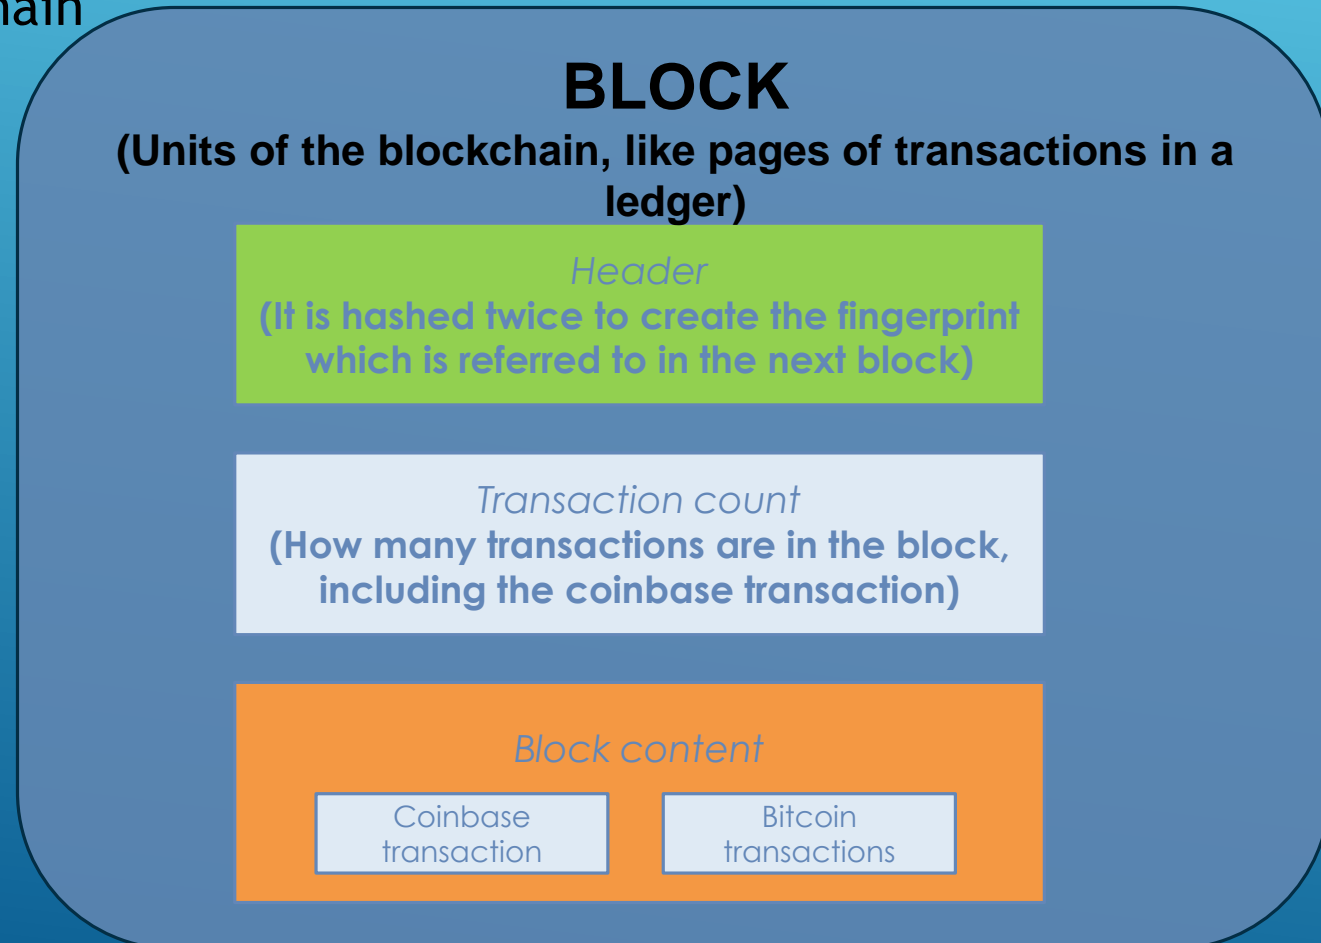 BLOCK
(Units of the blockchain, like pages of transactions in a
ledger)
Header
(It is hashed twice to create the fingerprint
which is referred to in the next block)
Transaction count
(How many transactions are in the block,
including the coinbase transaction)
Block content
Coinbase
transaction
Bitcoin
transactions